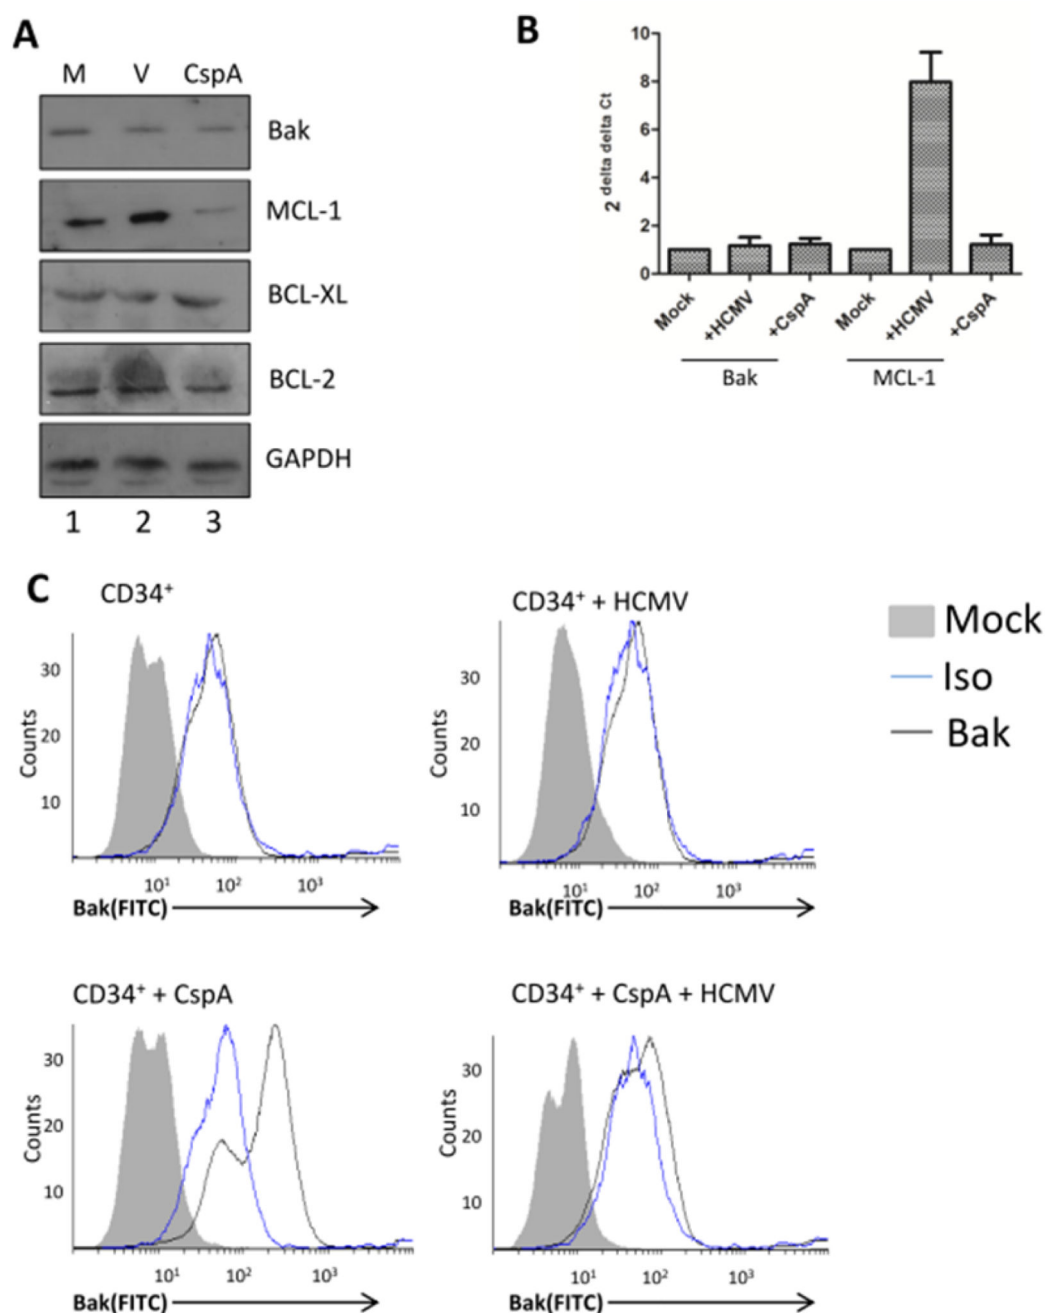 A
M V CspA
Bak
MCL-1
BCL-XL
BCL-2
GAPDH
1 2 3
B
2 delta delta Ct
10
8
6
4
2
0
Mock +HCMV +CspA Mock +HCMV +CspA
Bak MCL-1
C
CD34+
Counts
30
20
10
10¹ 10² 10³
Bak(FITC)
CD34+ + HCMV
Counts
30
20
10
10¹ 10² 10³
Bak(FITC)
Mock
Iso
Bak
CD34+ + CspA
Counts
30
20
10
10¹ 10² 10³
Bak(FITC)
CD34+ + CspA + HCMV
Counts
30
20
10
10¹ 10² 10³
Bak(FITC)